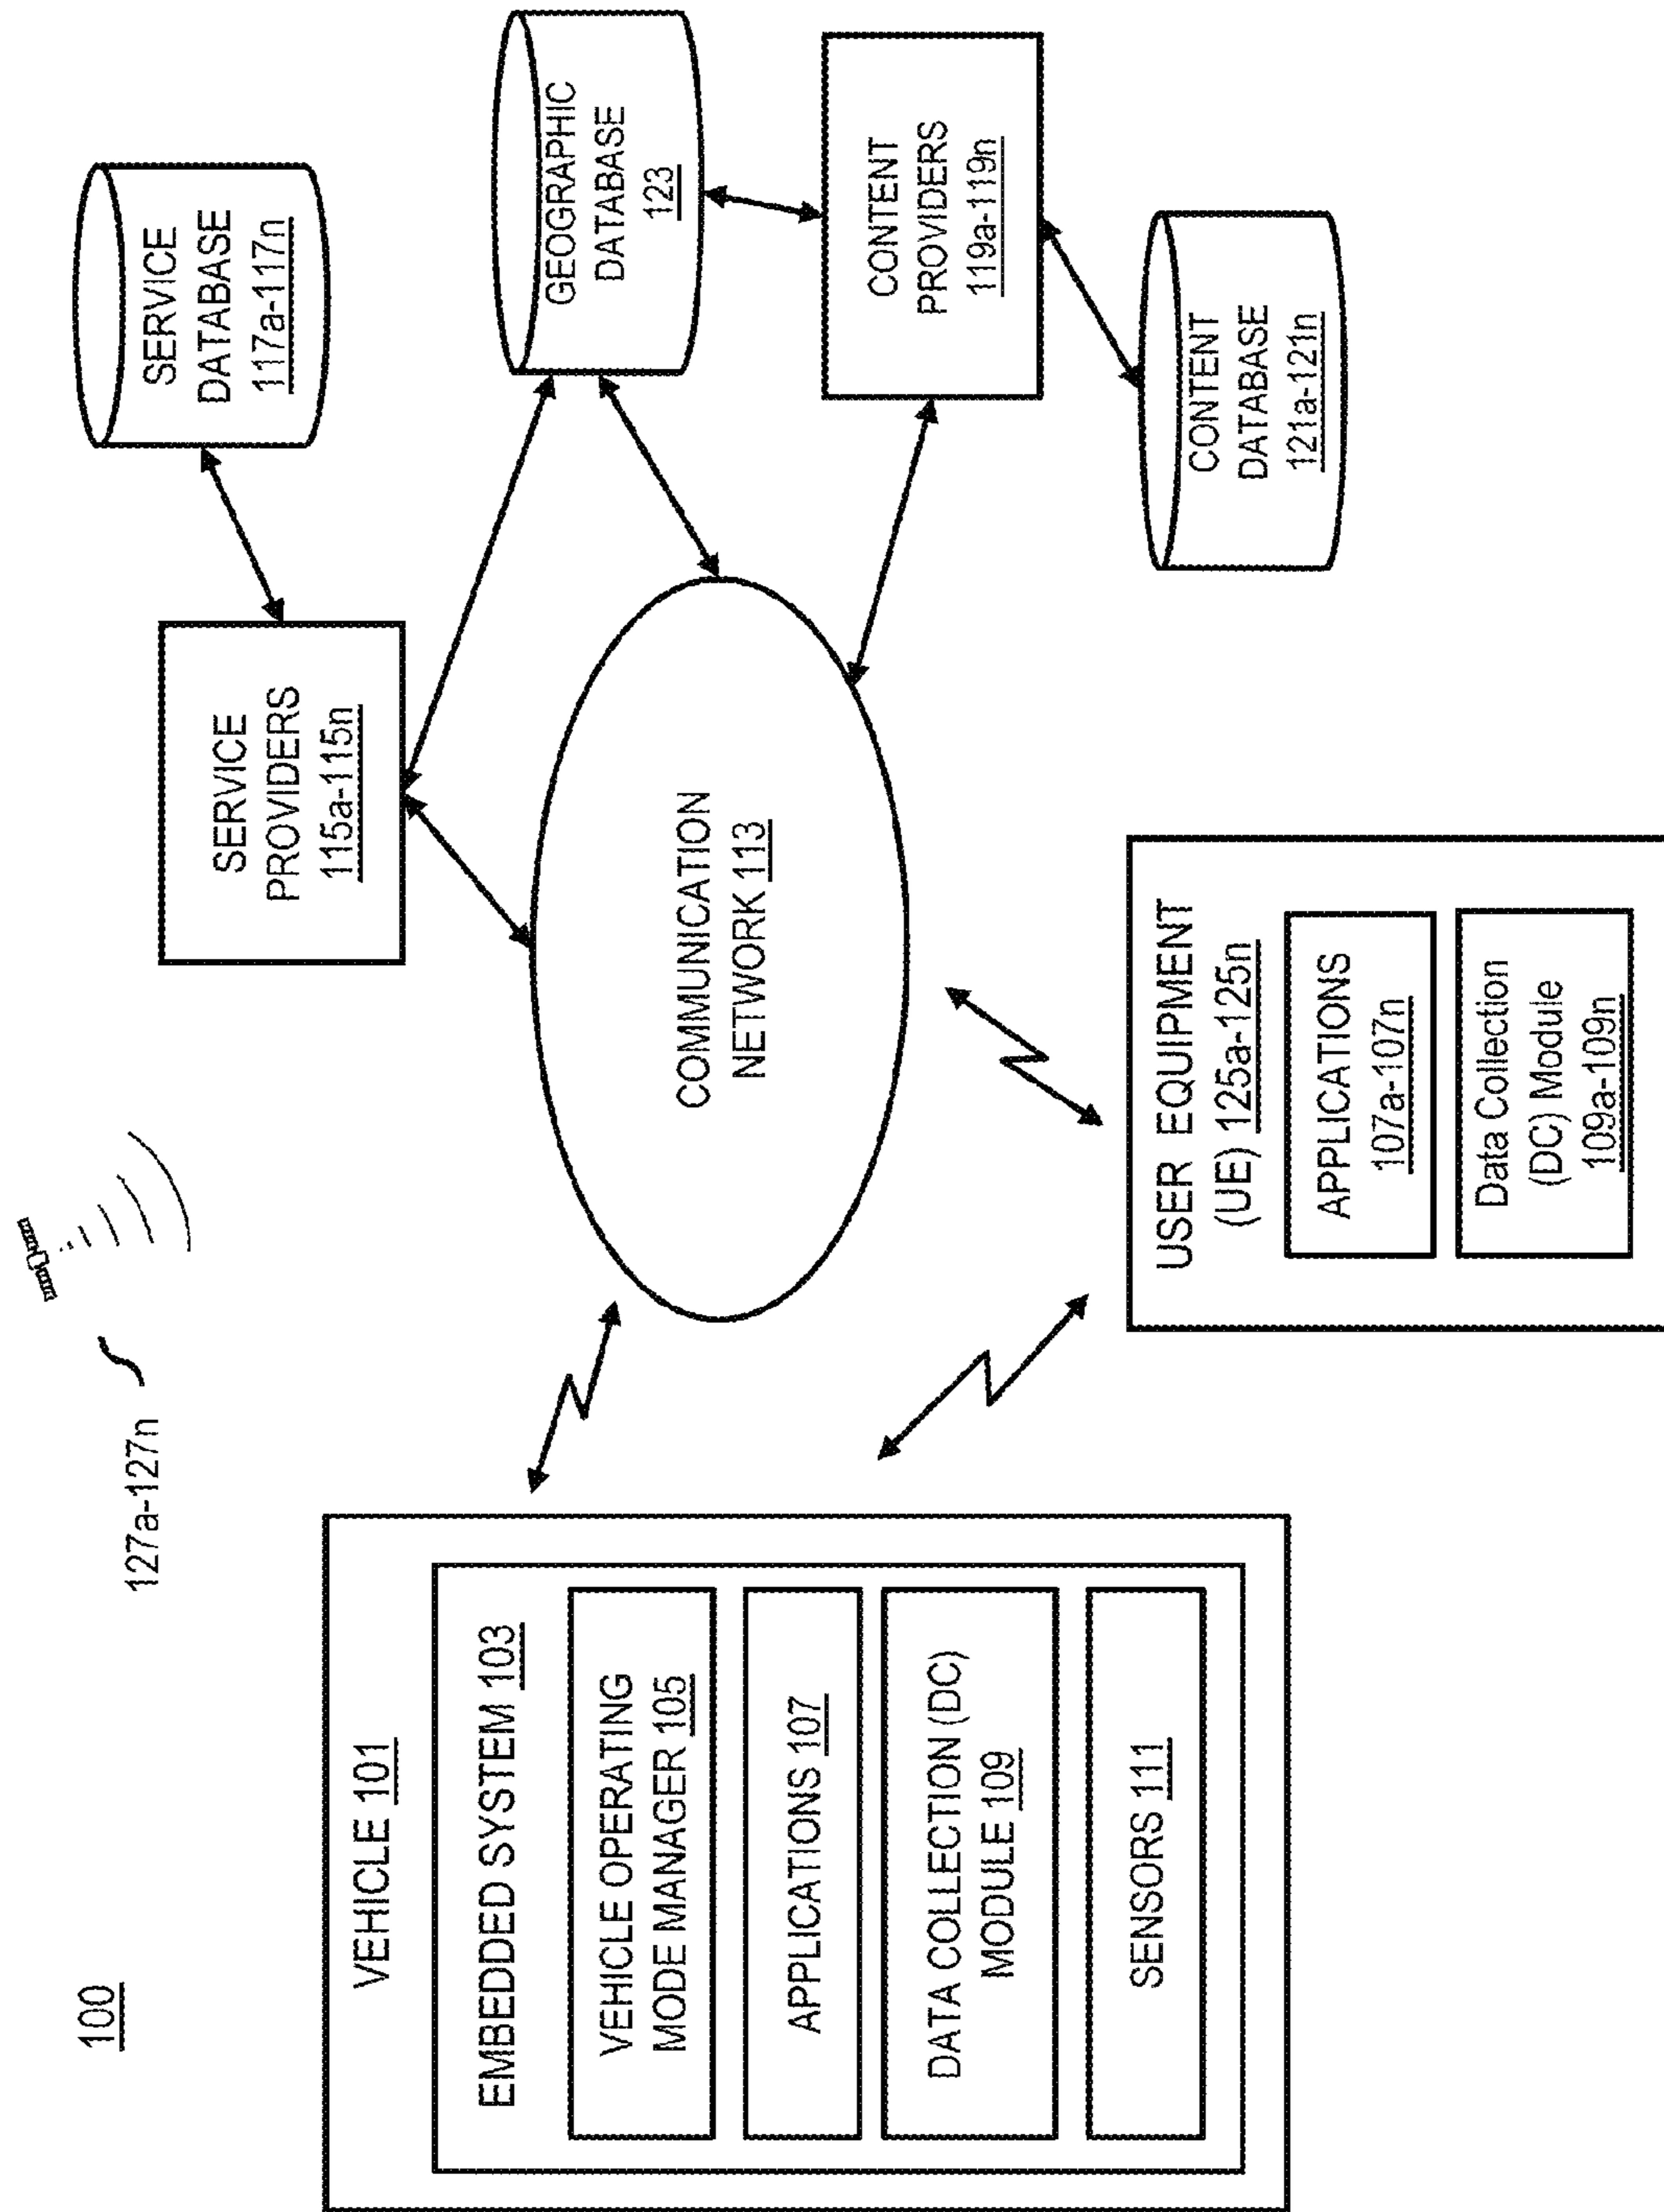 100
127a-127n
VEHICLE 101
EMBEDDED SYSTEM 103
VEHICLE OPERATING
MODE MANAGER 105
APPLICATIONS 107
DATA COLLECTION (DC)
MODULE 109
SENSORS 111
COMMUNICATION
NETWORK 113
SERVICE
PROVIDERS
115a-115n
SERVICE
DATABASE
117a-117n
GEOGRAPHIC
DATABASE
123
CONTENT
PROVIDERS
119a-119n
CONTENT
DATABASE
121a-121n
USER EQUIPMENT
(UE) 125a-125n
APPLICATIONS
107a-107n
Data Collection
(DC) Module
109a-109n